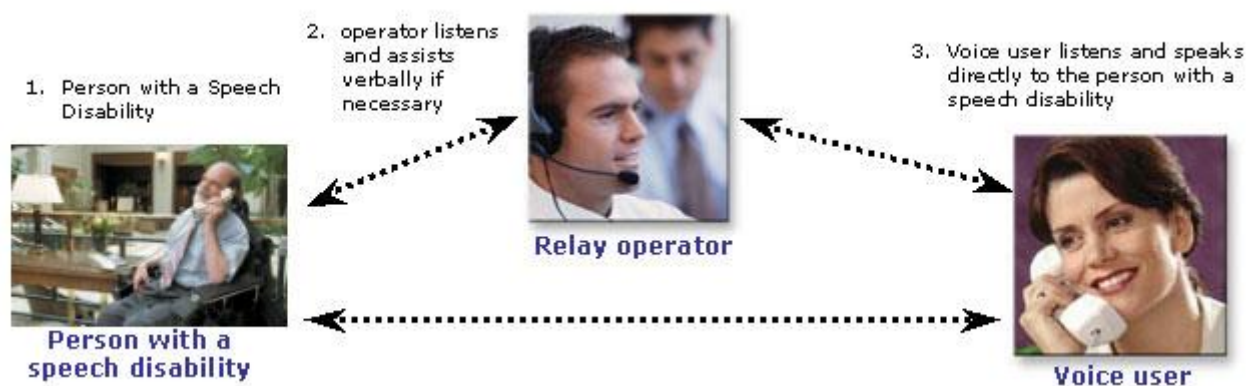 1. Person with a Speech
Disability
2. operator listens
and assists
verbally if
necessary
3. Voice user listens and speaks
directly to the person with a
speech disability
Relay operator
Person with a
speech disability
Voice user